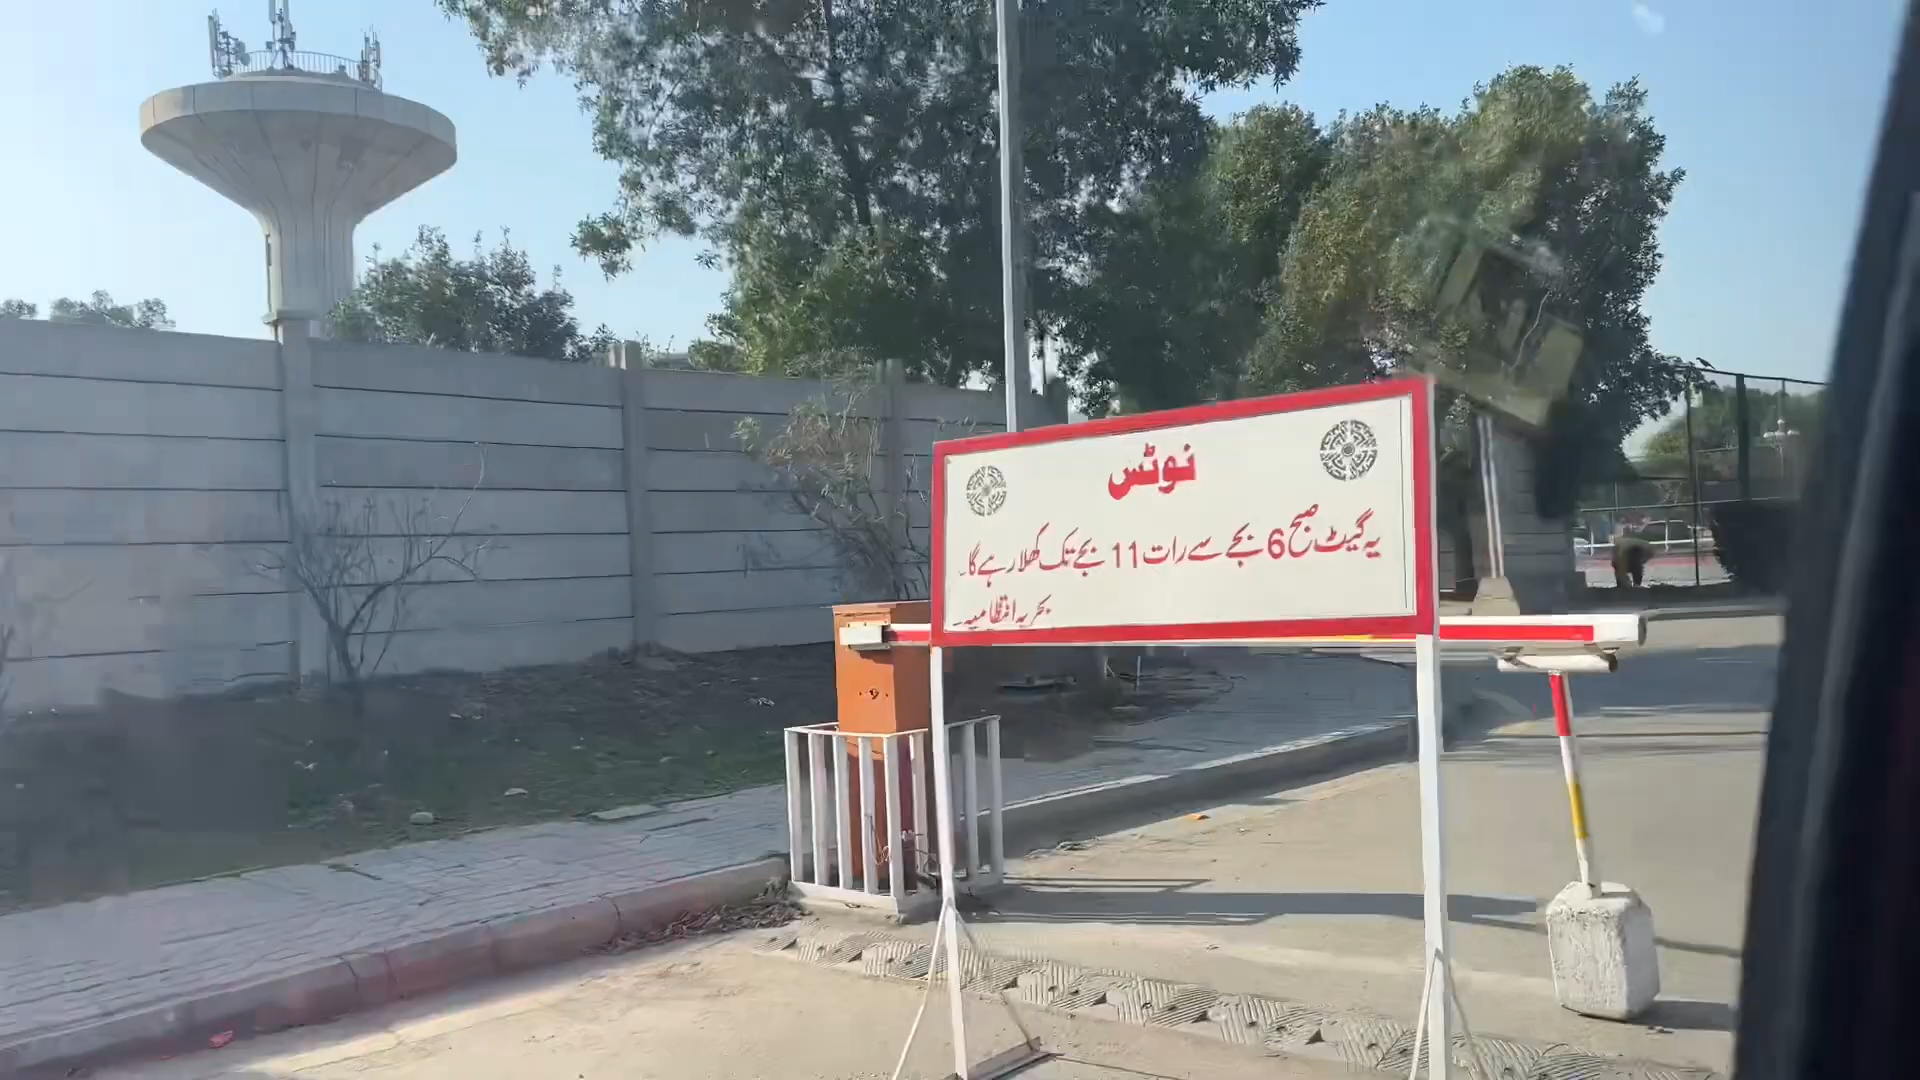 نوٹس
یہ گیٹ صبح 6 بجے سے رات 11 بجے تک کھلا رہے گا۔
بحریہ انتظامیہ۔